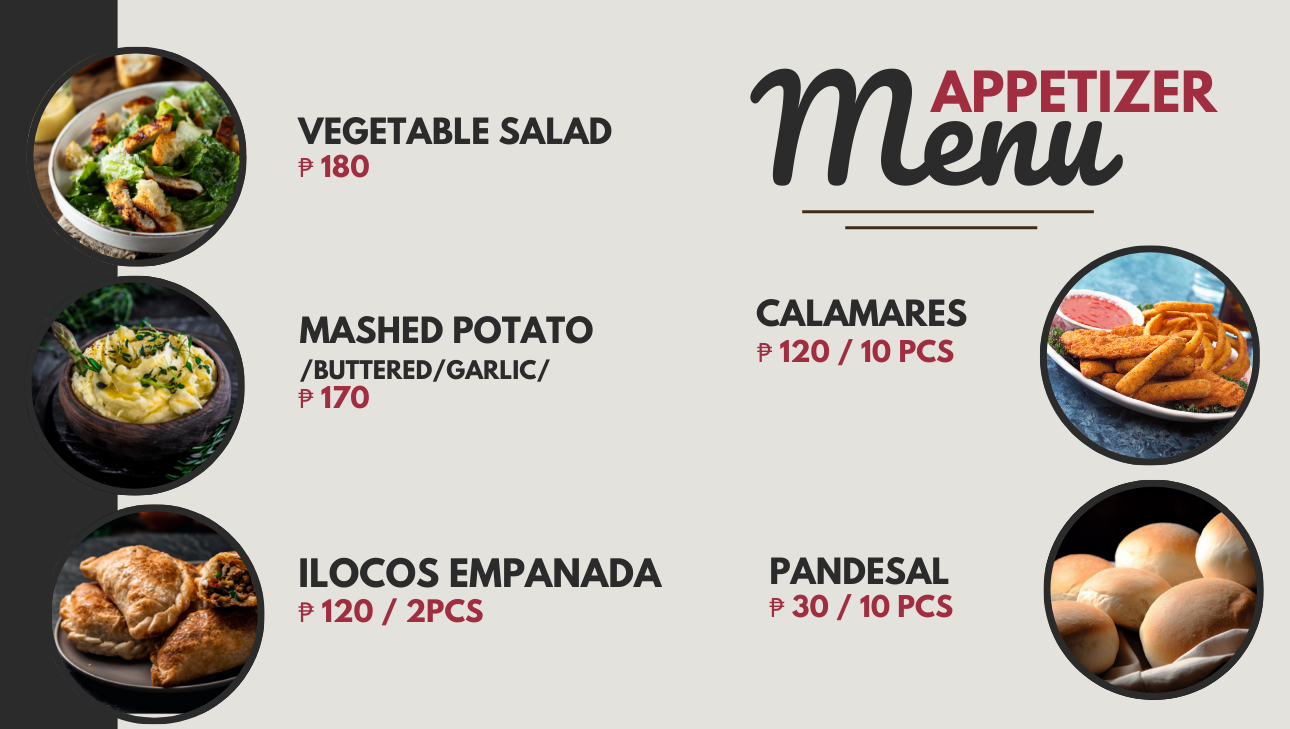 APPETIZER
Menu
VEGETABLE SALAD
₱ 180
MASHED POTATO
/BUTTERED/GARLIC/
₱ 170
ILOCOS EMPANADA
₱ 120 / 2PCS
CALAMARES
₱ 120 / 10 PCS
PANDESAL
₱ 30 / 10 PCS